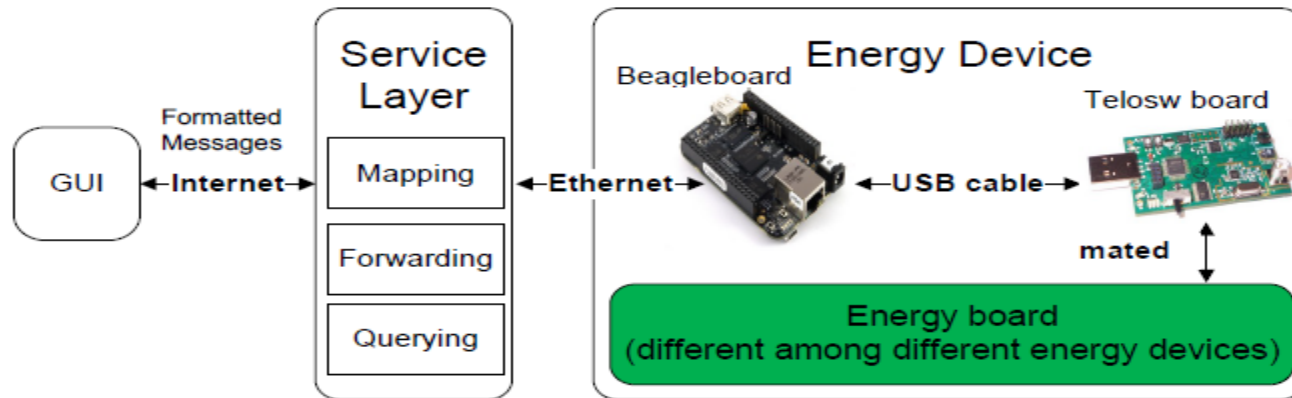 GUI
Formatted
Messages
Internet
Service
Layer
Mapping
Forwarding
Querying
Ethernet
Energy Device
Beagleboard
USB cable
Telosw board
mated
Energy board
(different among different energy devices)